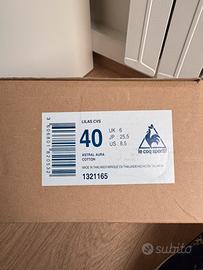 LILAS CVS
40
UK : 6
JP : 25,5
US : 8,5
le coq sportif
ASTRAL AURA
COTTON
1321165
subito